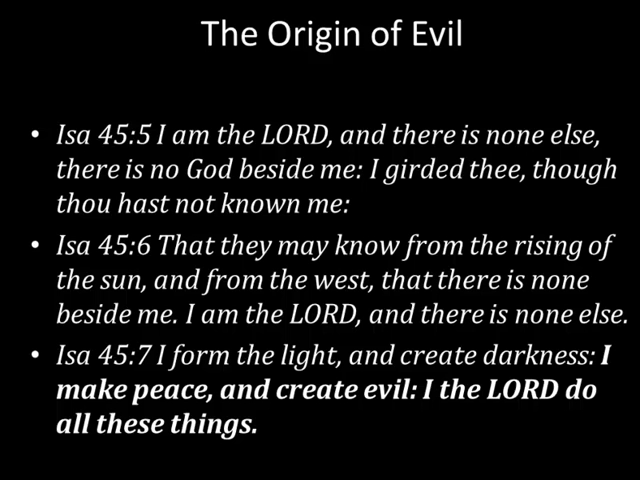 The Origin of Evil
• Isa 45:5 I am the LORD, and there is none else,
there is no God beside me: I girded thee, though
thou hast not known me:
• Isa 45:6 That they may know from the rising of
the sun, and from the west, that there is none
beside me. I am the LORD, and there is none else.
• Isa 45:7 I form the light, and create darkness: I
make peace, and create evil: I the LORD do
all these things.